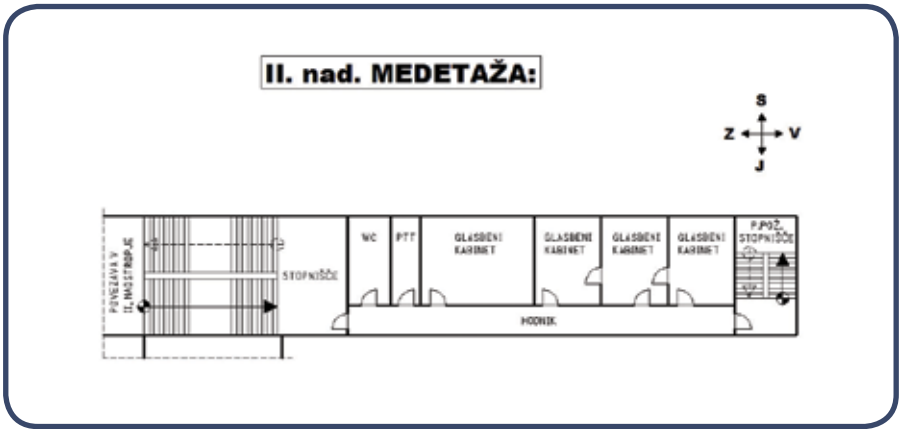 II. nad. MEDETAŽA:
S
Z V
J
POVEZAVA V
II. NADSTROPJE
STOPNIŠČE
WC
PTT
GLASBENI
KABINET
GLASBENI
KABINET
GLASBENI
KABINET
GLASBENI
KABINET
P.POŽ.
STOPNIŠČE
HODNIK